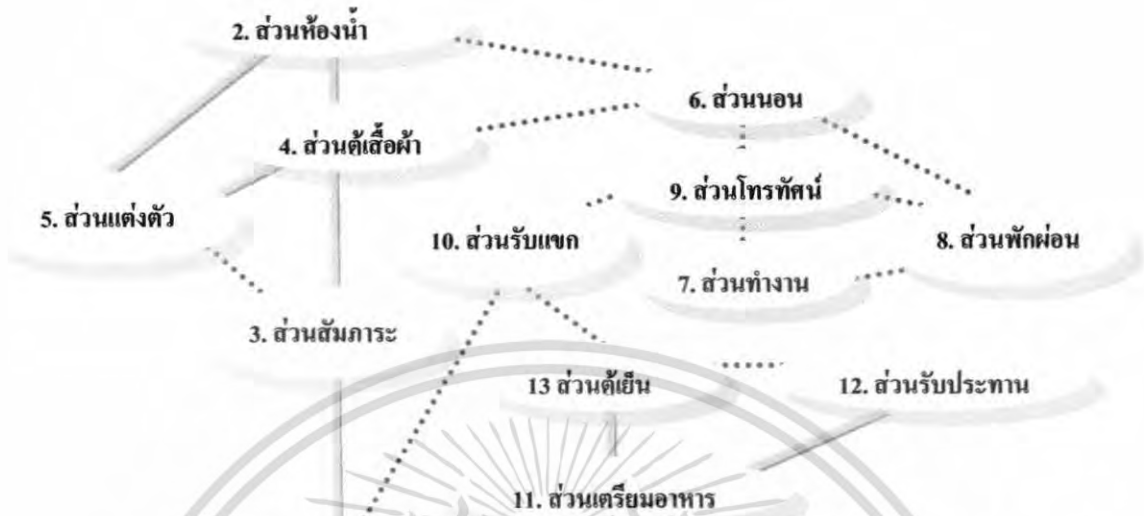 2. ส่วนห้องน้ำ
6. ส่วนนอน
4. ส่วนตู้เสื้อผ้า
9. ส่วนโทรทัศน์
5. ส่วนแต่งตัว
10. ส่วนรับแขก
8. ส่วนพักผ่อน
7. ส่วนทำงาน
3. ส่วนสัมภาระ
13 ส่วนตู้เย็น
12. ส่วนรับประทาน
11. ส่วนเตรียมอาหาร